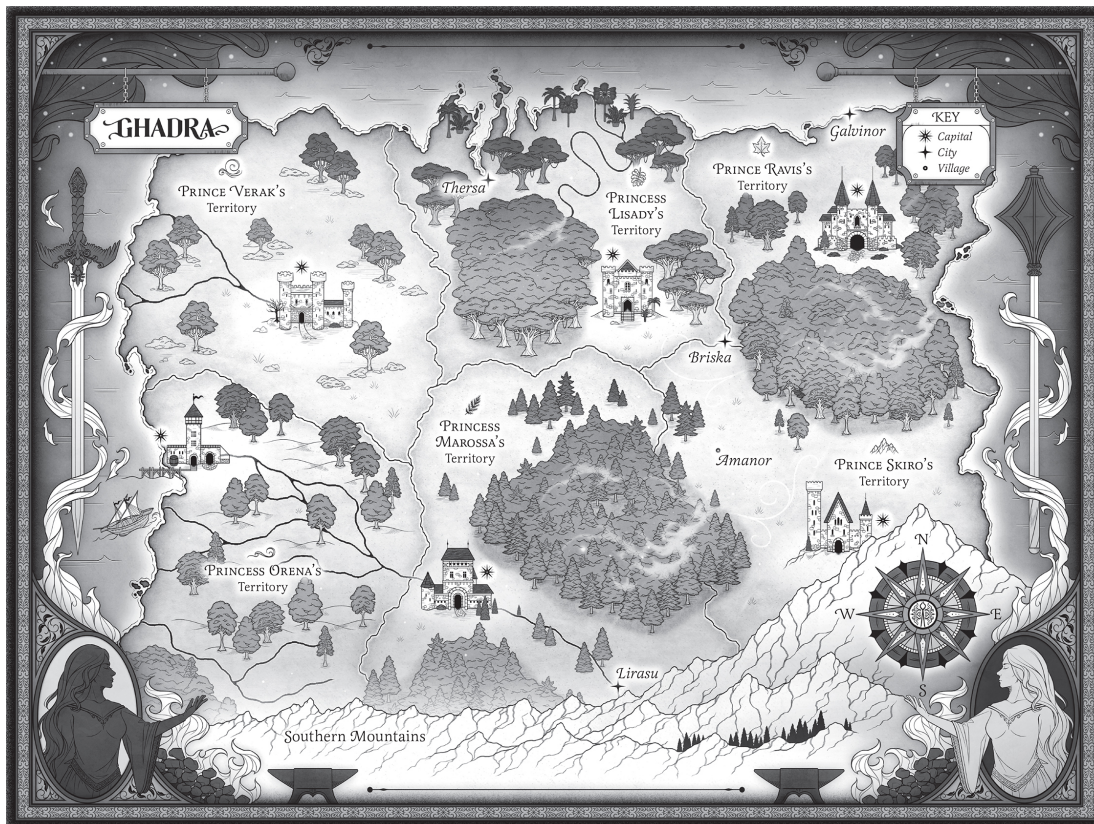 GHADRA
KEY
Capital
City
Village
Galvinor
Prince Verak's
Territory
Thersa
Princess
Lisady's
Territory
Prince Ravis's
Territory
Briska
Princess
Marossa's
Territory
Amanor
Prince Skiro's
Territory
Princess Orena's
Territory
N
W
E
S
Lirasu
Southern Mountains